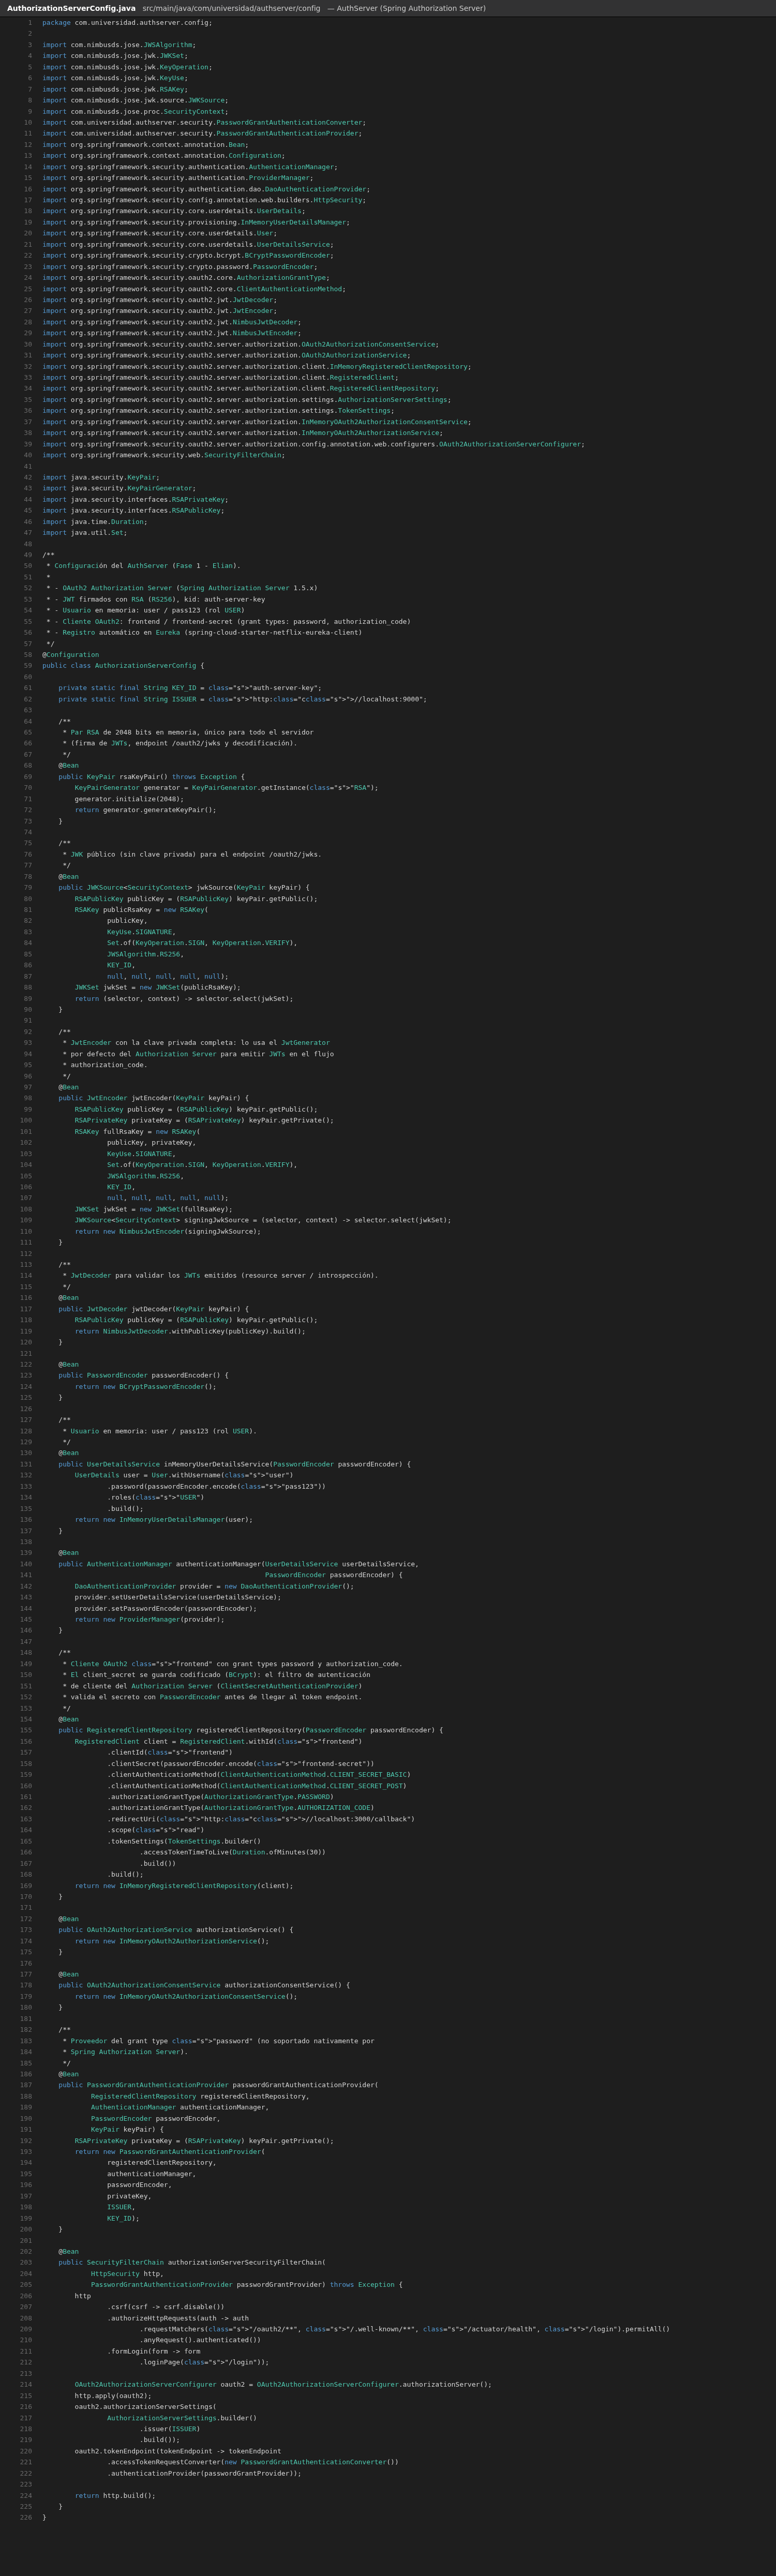 AuthorizationServerConfig.java src/main/java/com/universidad/authserver/config — AuthServer (Spring Authorization Server)
1 package com.universidad.authserver.config;
2
3 import com.nimbusds.jose.JWSAlgorithm;
4 import com.nimbusds.jose.jwk.JWKSet;
5 import com.nimbusds.jose.jwk.KeyOperation;
6 import com.nimbusds.jose.jwk.KeyUse;
7 import com.nimbusds.jose.jwk.RSAKey;
8 import com.nimbusds.jose.jwk.source.JWKSource;
9 import com.nimbusds.jose.proc.SecurityContext;
10 import com.universidad.authserver.security.PasswordGrantAuthenticationConverter;
11 import com.universidad.authserver.security.PasswordGrantAuthenticationProvider;
12 import org.springframework.context.annotation.Bean;
13 import org.springframework.context.annotation.Configuration;
14 import org.springframework.security.authentication.AuthenticationManager;
15 import org.springframework.security.authentication.ProviderManager;
16 import org.springframework.security.authentication.dao.DaoAuthenticationProvider;
17 import org.springframework.security.config.annotation.web.builders.HttpSecurity;
18 import org.springframework.security.core.userdetails.UserDetails;
19 import org.springframework.security.provisioning.InMemoryUserDetailsManager;
20 import org.springframework.security.core.userdetails.User;
21 import org.springframework.security.core.userdetails.UserDetailsService;
22 import org.springframework.security.crypto.bcrypt.BCryptPasswordEncoder;
23 import org.springframework.security.crypto.password.PasswordEncoder;
24 import org.springframework.security.oauth2.core.AuthorizationGrantType;
25 import org.springframework.security.oauth2.core.ClientAuthenticationMethod;
26 import org.springframework.security.oauth2.jwt.JwtDecoder;
27 import org.springframework.security.oauth2.jwt.JwtEncoder;
28 import org.springframework.security.oauth2.jwt.NimbusJwtDecoder;
29 import org.springframework.security.oauth2.jwt.NimbusJwtEncoder;
30 import org.springframework.security.oauth2.server.authorization.OAuth2AuthorizationConsentService;
31 import org.springframework.security.oauth2.server.authorization.OAuth2AuthorizationService;
32 import org.springframework.security.oauth2.server.authorization.client.InMemoryRegisteredClientRepository;
33 import org.springframework.security.oauth2.server.authorization.client.RegisteredClient;
34 import org.springframework.security.oauth2.server.authorization.client.RegisteredClientRepository;
35 import org.springframework.security.oauth2.server.authorization.settings.AuthorizationServerSettings;
36 import org.springframework.security.oauth2.server.authorization.settings.TokenSettings;
37 import org.springframework.security.oauth2.server.authorization.InMemoryOAuth2AuthorizationConsentService;
38 import org.springframework.security.oauth2.server.authorization.InMemoryOAuth2AuthorizationService;
39 import org.springframework.security.oauth2.server.authorization.config.annotation.web.configurers.OAuth2AuthorizationServerConfigurer;
40 import org.springframework.security.web.SecurityFilterChain;
41
42 import java.security.KeyPair;
43 import java.security.KeyPairGenerator;
44 import java.security.interfaces.RSAPrivateKey;
45 import java.security.interfaces.RSAPublicKey;
46 import java.time.Duration;
47 import java.util.Set;
48
49 /**
50 * Configuración del AuthServer (Fase 1 - Elian).
51 *
52 * - OAuth2 Authorization Server (Spring Authorization Server 1.5.x)
53 * - JWT firmados con RSA (RS256), kid: auth-server-key
54 * - Usuario en memoria: user / pass123 (rol USER)
55 * - Cliente OAuth2: frontend / frontend-secret (grant types: password, authorization_code)
56 * - Registro automático en Eureka (spring-cloud-starter-netflix-eureka-client)
57 */
58 @Configuration
59 public class AuthorizationServerConfig {
60
61 private static final String KEY_ID = class="s">"auth-server-key";
62 private static final String ISSUER = class="s">"http:class="cclass="s">">//localhost:9000";
63
64 /**
65 * Par RSA de 2048 bits en memoria, único para todo el servidor
66 * (firma de JWTs, endpoint /oauth2/jwks y decodificación).
67 */
68 @Bean
69 public KeyPair rsaKeyPair() throws Exception {
70 KeyPairGenerator generator = KeyPairGenerator.getInstance(class="s">"RSA");
71 generator.initialize(2048);
72 return generator.generateKeyPair();
73 }
74
75 /**
76 * JWK público (sin clave privada) para el endpoint /oauth2/jwks.
77 */
78 @Bean
79 public JWKSource<SecurityContext> jwkSource(KeyPair keyPair) {
80 RSAPublicKey publicKey = (RSAPublicKey) keyPair.getPublic();
81 RSAKey publicRsaKey = new RSAKey(
82 publicKey,
83 KeyUse.SIGNATURE,
84 Set.of(KeyOperation.SIGN, KeyOperation.VERIFY),
85 JWSAlgorithm.RS256,
86 KEY_ID,
87 null, null, null, null, null);
88 JWKSet jwkSet = new JWKSet(publicRsaKey);
89 return (selector, context) -> selector.select(jwkSet);
90 }
91
92 /**
93 * JwtEncoder con la clave privada completa: lo usa el JwtGenerator
94 * por defecto del Authorization Server para emitir JWTs en el flujo
95 * authorization_code.
96 */
97 @Bean
98 public JwtEncoder jwtEncoder(KeyPair keyPair) {
99 RSAPublicKey publicKey = (RSAPublicKey) keyPair.getPublic();
100 RSAPrivateKey privateKey = (RSAPrivateKey) keyPair.getPrivate();
101 RSAKey fullRsaKey = new RSAKey(
102 publicKey, privateKey,
103 KeyUse.SIGNATURE,
104 Set.of(KeyOperation.SIGN, KeyOperation.VERIFY),
105 JWSAlgorithm.RS256,
106 KEY_ID,
107 null, null, null, null, null);
108 JWKSet jwkSet = new JWKSet(fullRsaKey);
109 JWKSource<SecurityContext> signingJwkSource = (selector, context) -> selector.select(jwkSet);
110 return new NimbusJwtEncoder(signingJwkSource);
111 }
112
113 /**
114 * JwtDecoder para validar los JWTs emitidos (resource server / introspección).
115 */
116 @Bean
117 public JwtDecoder jwtDecoder(KeyPair keyPair) {
118 RSAPublicKey publicKey = (RSAPublicKey) keyPair.getPublic();
119 return NimbusJwtDecoder.withPublicKey(publicKey).build();
120 }
121
122 @Bean
123 public PasswordEncoder passwordEncoder() {
124 return new BCryptPasswordEncoder();
125 }
126
127 /**
128 * Usuario en memoria: user / pass123 (rol USER).
129 */
130 @Bean
131 public UserDetailsService inMemoryUserDetailsService(PasswordEncoder passwordEncoder) {
132 UserDetails user = User.withUsername(class="s">"user")
133 .password(passwordEncoder.encode(class="s">"pass123"))
134 .roles(class="s">"USER")
135 .build();
136 return new InMemoryUserDetailsManager(user);
137 }
138
139 @Bean
140 public AuthenticationManager authenticationManager(UserDetailsService userDetailsService,
141 PasswordEncoder passwordEncoder) {
142 DaoAuthenticationProvider provider = new DaoAuthenticationProvider();
143 provider.setUserDetailsService(userDetailsService);
144 provider.setPasswordEncoder(passwordEncoder);
145 return new ProviderManager(provider);
146 }
147
148 /**
149 * Cliente OAuth2 class="s">"frontend" con grant types password y authorization_code.
150 * El client_secret se guarda codificado (BCrypt): el filtro de autenticación
151 * de cliente del Authorization Server (ClientSecretAuthenticationProvider)
152 * valida el secreto con PasswordEncoder antes de llegar al token endpoint.
153 */
154 @Bean
155 public RegisteredClientRepository registeredClientRepository(PasswordEncoder passwordEncoder) {
156 RegisteredClient client = RegisteredClient.withId(class="s">"frontend")
157 .clientId(class="s">"frontend")
158 .clientSecret(passwordEncoder.encode(class="s">"frontend-secret"))
159 .clientAuthenticationMethod(ClientAuthenticationMethod.CLIENT_SECRET_BASIC)
160 .clientAuthenticationMethod(ClientAuthenticationMethod.CLIENT_SECRET_POST)
161 .authorizationGrantType(AuthorizationGrantType.PASSWORD)
162 .authorizationGrantType(AuthorizationGrantType.AUTHORIZATION_CODE)
163 .redirectUri(class="s">"http:class="cclass="s">">//localhost:3000/callback")
164 .scope(class="s">"read")
165 .tokenSettings(TokenSettings.builder()
166 .accessTokenTimeToLive(Duration.ofMinutes(30))
167 .build())
168 .build();
169 return new InMemoryRegisteredClientRepository(client);
170 }
171
172 @Bean
173 public OAuth2AuthorizationService authorizationService() {
174 return new InMemoryOAuth2AuthorizationService();
175 }
176
177 @Bean
178 public OAuth2AuthorizationConsentService authorizationConsentService() {
179 return new InMemoryOAuth2AuthorizationConsentService();
180 }
181
182 /**
183 * Proveedor del grant type class="s">"password" (no soportado nativamente por
184 * Spring Authorization Server).
185 */
186 @Bean
187 public PasswordGrantAuthenticationProvider passwordGrantAuthenticationProvider(
188 RegisteredClientRepository registeredClientRepository,
189 AuthenticationManager authenticationManager,
190 PasswordEncoder passwordEncoder,
191 KeyPair keyPair) {
192 RSAPrivateKey privateKey = (RSAPrivateKey) keyPair.getPrivate();
193 return new PasswordGrantAuthenticationProvider(
194 registeredClientRepository,
195 authenticationManager,
196 passwordEncoder,
197 privateKey,
198 ISSUER,
199 KEY_ID);
200 }
201
202 @Bean
203 public SecurityFilterChain authorizationServerSecurityFilterChain(
204 HttpSecurity http,
205 PasswordGrantAuthenticationProvider passwordGrantProvider) throws Exception {
206 http
207 .csrf(csrf -> csrf.disable())
208 .authorizeHttpRequests(auth -> auth
209 .requestMatchers(class="s">"/oauth2/**", class="s">"/.well-known/**", class="s">"/actuator/health", class="s">"/login").permitAll()
210 .anyRequest().authenticated())
211 .formLogin(form -> form
212 .loginPage(class="s">"/login"));
213
214 OAuth2AuthorizationServerConfigurer oauth2 = OAuth2AuthorizationServerConfigurer.authorizationServer();
215 http.apply(oauth2);
216 oauth2.authorizationServerSettings(
217 AuthorizationServerSettings.builder()
218 .issuer(ISSUER)
219 .build());
220 oauth2.tokenEndpoint(tokenEndpoint -> tokenEndpoint
221 .accessTokenRequestConverter(new PasswordGrantAuthenticationConverter())
222 .authenticationProvider(passwordGrantProvider));
223
224 return http.build();
225 }
226 }